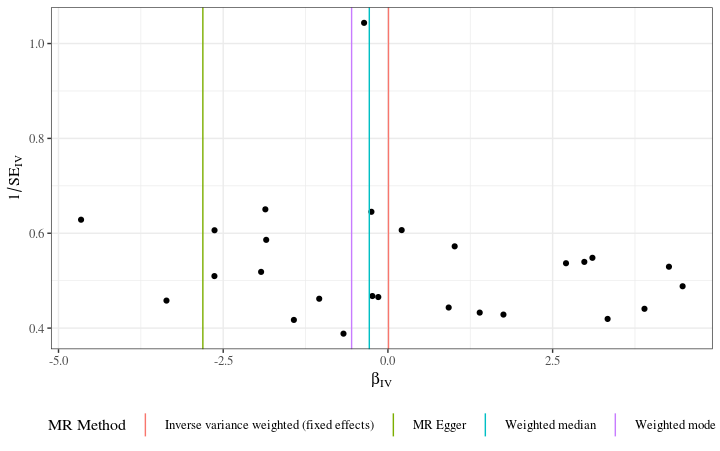 1/SE_IV
1.0
0.8
0.6
0.4
-5.0 -2.5 0.0 2.5
β_IV
MR Method Inverse variance weighted (fixed effects) MR Egger Weighted median Weighted mode